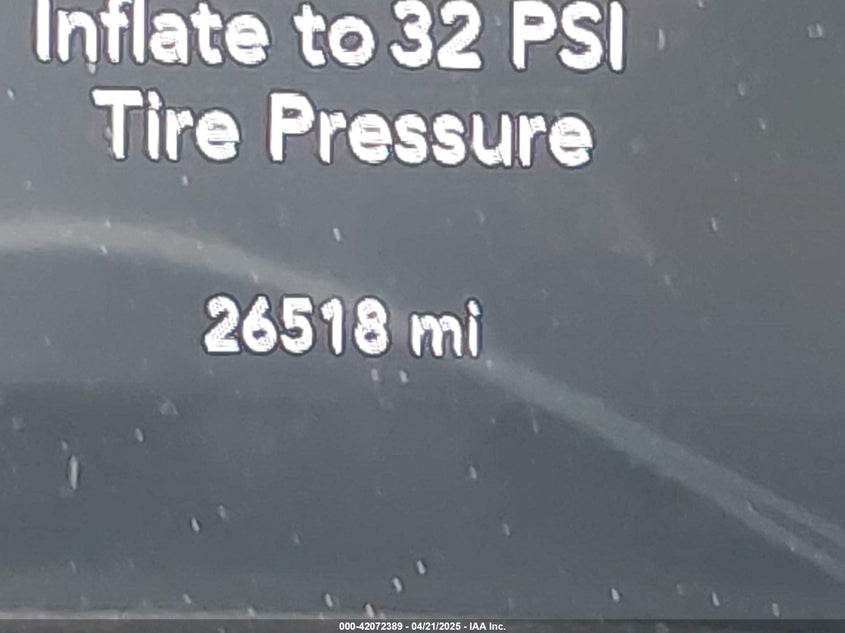 Inflate to 32 PSI
Tire Pressure
26518 mi
000-42072389 - 04/21/2025 - IAA Inc.